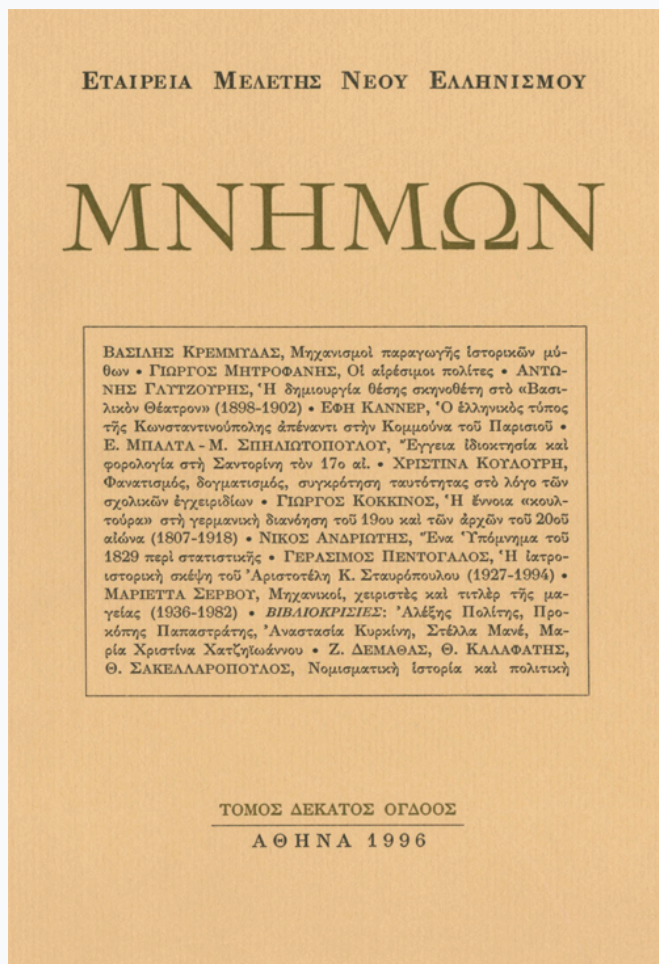 ΕΤΑΙΡΕΙΑ ΜΕΛΕΤΗΣ ΝΕΟΥ ΕΛΛΗΝΙΣΜΟΥ
ΜΝΗΜΩΝ
ΒΑΣΙΛΗΣ ΚΡΕΜΜΥΔΑΣ, Μηχανισμοὶ παραγωγῆς ἱστορικῶν μύ-
θων • ΓΙΩΡΓΟΣ ΜΗΤΡΟΦΑΝΗΣ, Οἱ αἱρέσιμοι πολίτες • ΑΝΤΩ-
ΝΗΣ ΓΛΥΤΖΟΥΡΗΣ, Ἡ δημιουργία θέσης σκηνοθέτη στὸ «Βασι-
λικὸν Θέατρον» (1898-1902) • ΕΦΗ ΚΑΝΝΕΡ, Ὁ ἑλληνικὸς τύπος
τῆς Κωνσταντινούπολης ἀπέναντι στὴν Κομμούνα τοῦ Παρισιοῦ •
Ε. ΜΠΑΛΤΑ - Μ. ΣΠΗΛΙΩΤΟΠΟΥΛΟΥ, Ἔγγεια ἰδιοκτησία καὶ
φορολογία στὴ Σαντορίνη τὸν 17ο αἰ. • ΧΡΙΣΤΙΝΑ ΚΟΥΛΟΥΡΗ,
Φανατισμός, δογματισμός, συγκρότηση ταυτότητας στὸ λόγο τῶν
σχολικῶν ἐγχειριδίων • ΓΙΩΡΓΟΣ ΚΟΚΚΙΝΟΣ, Ἡ ἔννοια «κουλ-
τούρα» στὴ γερμανικὴ διανόηση τοῦ 19ου καὶ τῶν ἀρχῶν τοῦ 20οῦ
αἰώνα (1807-1918) • ΝΙΚΟΣ ΑΝΔΡΙΩΤΗΣ, Ἕνα Ὑπόμνημα τοῦ
1829 περὶ στατιστικῆς • ΓΕΡΑΣΙΜΟΣ ΠΕΝΤΟΓΑΛΟΣ, Ἡ ἰατρο-
ιστορικὴ σκέψη τοῦ Ἀριστοτέλη Κ. Σταυρόπουλου (1927-1994) •
ΜΑΡΙΕΤΤΑ ΣΕΡΒΟΥ, Μηχανικοί, χειριστὲς καὶ τιτλὲρ τῆς μα-
γείας (1936-1982) • ΒΙΒΛΙΟΚΡΙΣΙΕΣ: Ἀλέξης Πολίτης, Προ-
κόπης Παπαστράτης, Ἀναστασία Κυρκίνη, Στέλλα Μανέ, Μα-
ρία Χριστίνα Χατζηϊωάννου • Ζ. ΔΕΜΑΘΑΣ, Θ. ΚΑΛΑΦΑΤΗΣ,
Θ. ΣΑΚΕΛΛΑΡΟΠΟΥΛΟΣ, Νομισματικὴ ἱστορία καὶ πολιτικὴ
ΤΟΜΟΣ ΔΕΚΑΤΟΣ ΟΓΔΟΟΣ
ΑΘΗΝΑ 1996